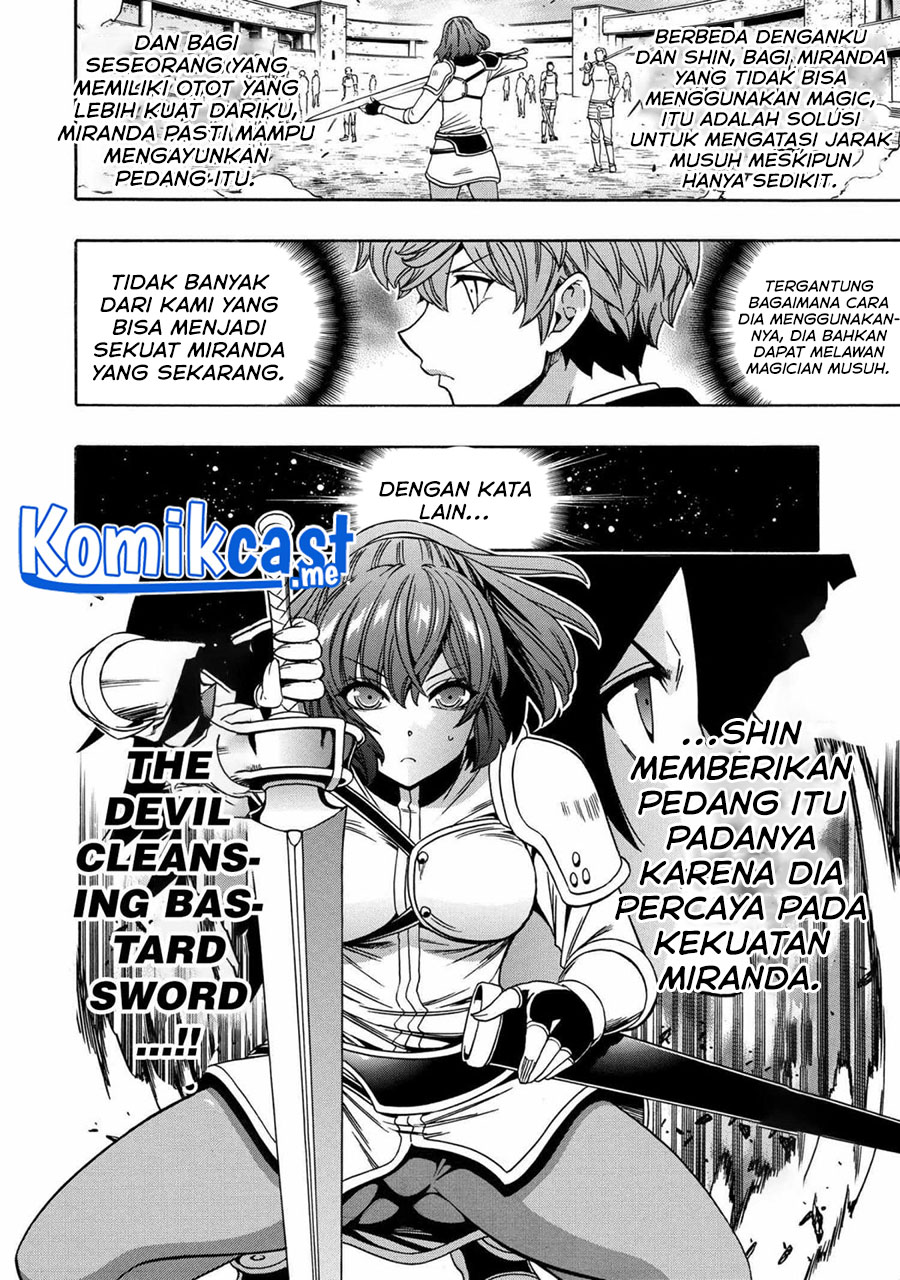 BERBEDA DENGANKU
DAN SHIN, BAGI MIRANDA
YANG TIDAK BISA
MENGGUNAKAN MAGIC,
ITU ADALAH SOLUSI
UNTUK MENGATASI JARAK
MUSUH MESKIPUN
HANYA SEDIKIT.
DAN BAGI
SESEORANG YANG
MEMILIKI OTOT YANG
LEBIH KUAT DARIKU,
MIRANDA PASTI MAMPU
MENGAYUNKAN
PEDANG ITU.
TERGANTUNG
BAGAIMANA CARA
DIA MENGGUNAKAN-
NYA, DIA BAHKAN
DAPAT MELAWAN
MAGICIAN MUSUH.
TIDAK BANYAK
DARI KAMI YANG
BISA MENJADI
SEKUAT MIRANDA
YANG SEKARANG.
DENGAN KATA
LAIN...
Komikcast
.me
...SHIN
MEMBERIKAN
PEDANG ITU
PADANYA
KARENA DIA
PERCAYA PADA
KEKUATAN
MIRANDA.
THE
DEVIL
CLEANS-
ING BAS-
TARD
SWORD
...!!